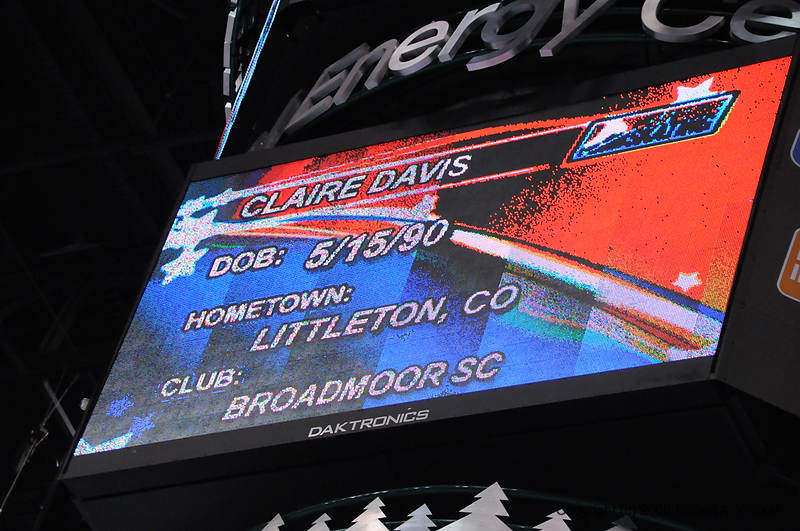 Energy Ce
CLAIRE DAVIS
DOB: 5/15/90
HOMETOWN:
LITTLETON, CO
CLUB:
BROADMOOR SC
DAKTRONICS